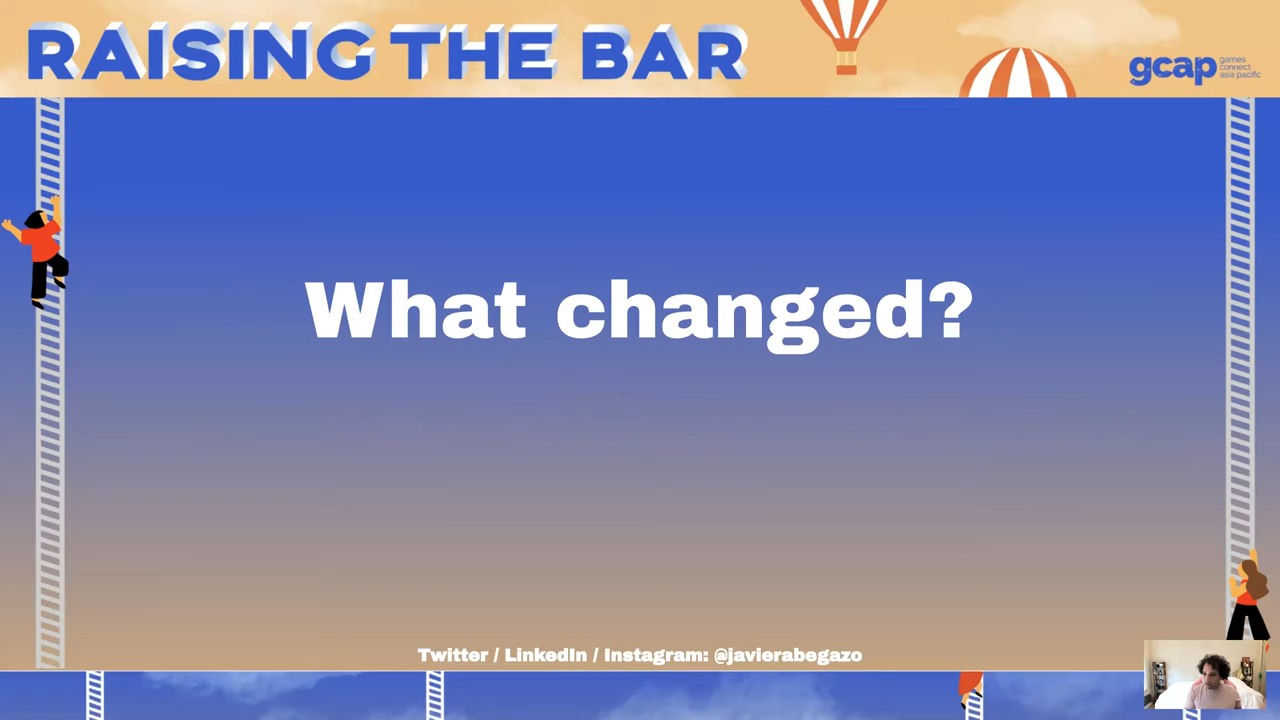 RAISING THE BAR
gcap
games
connect
asia pacific
What changed?
Twitter / LinkedIn / Instagram: @javierabegazo